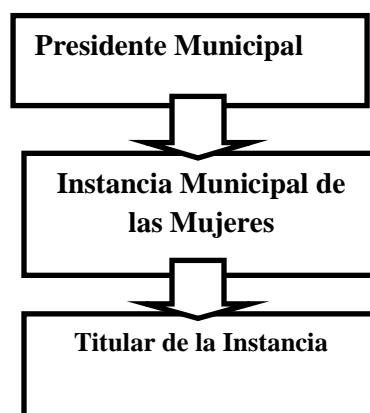 Presidente Municipal
Instancia Municipal de
las Mujeres
Titular de la Instancia